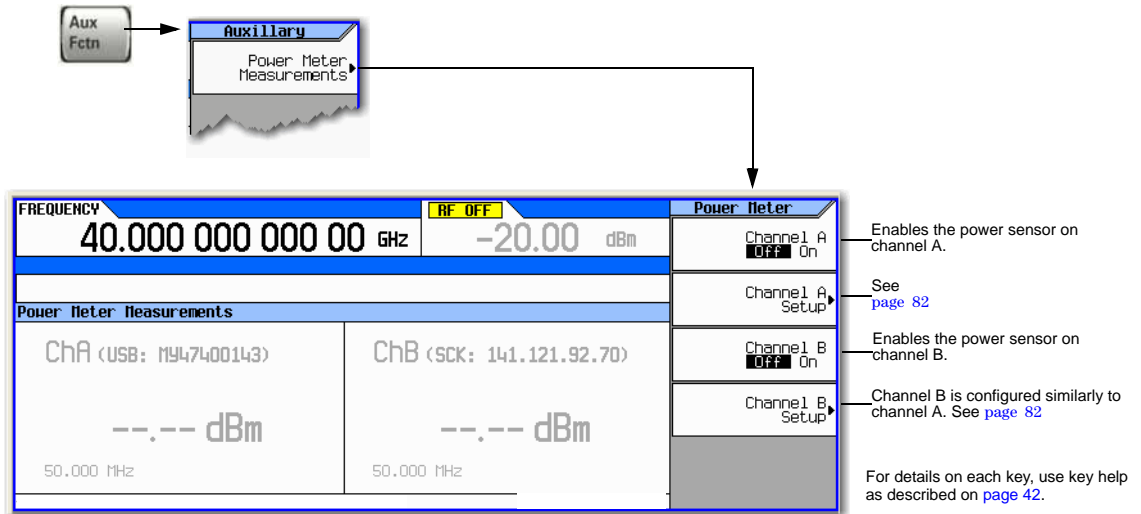 Aux
Fctn
Auxillary
Power Meter
Measurements
FREQUENCY
40.000 000 000 00 GHz
RF OFF
-20.00 dBm
Power Meter
Channel A
Off On
Enables the power sensor on
channel A.
Channel A
Setup
See
page 82
Power Meter Measurements
ChA (USB: MY47400143)
ChB (SCK: 141.121.92.70)
Channel B
Off On
Enables the power sensor on
channel B.
Channel B
Setup
Channel B is configured similarly to
channel A. See page 82
--.-- dBm
--.-- dBm
50.000 MHz
50.000 MHz
For details on each key, use key help
as described on page 42.